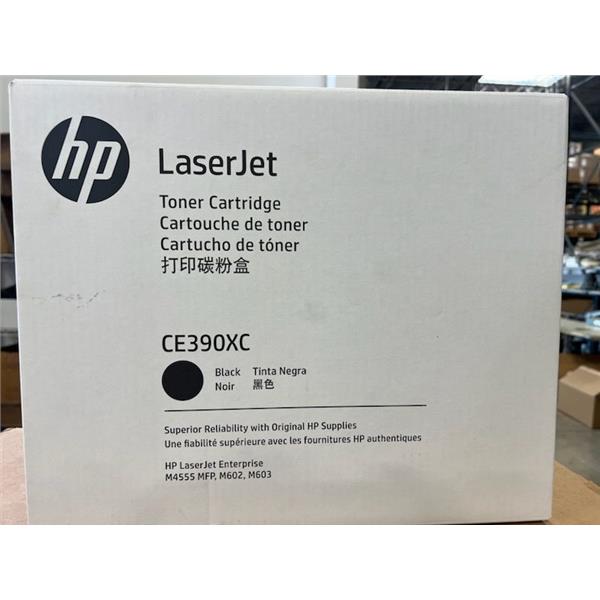 hp
LaserJet
Toner Cartridge
Cartouche de toner
Cartucho de tóner
打印碳粉盒
CE390XC
Black Tinta Negra
Noir 黑色
Superior Reliability with Original HP Supplies
Une fiabilité supérieure avec les fournitures HP authentiques
HP LaserJet Enterprise
M4555 MFP, M602, M603